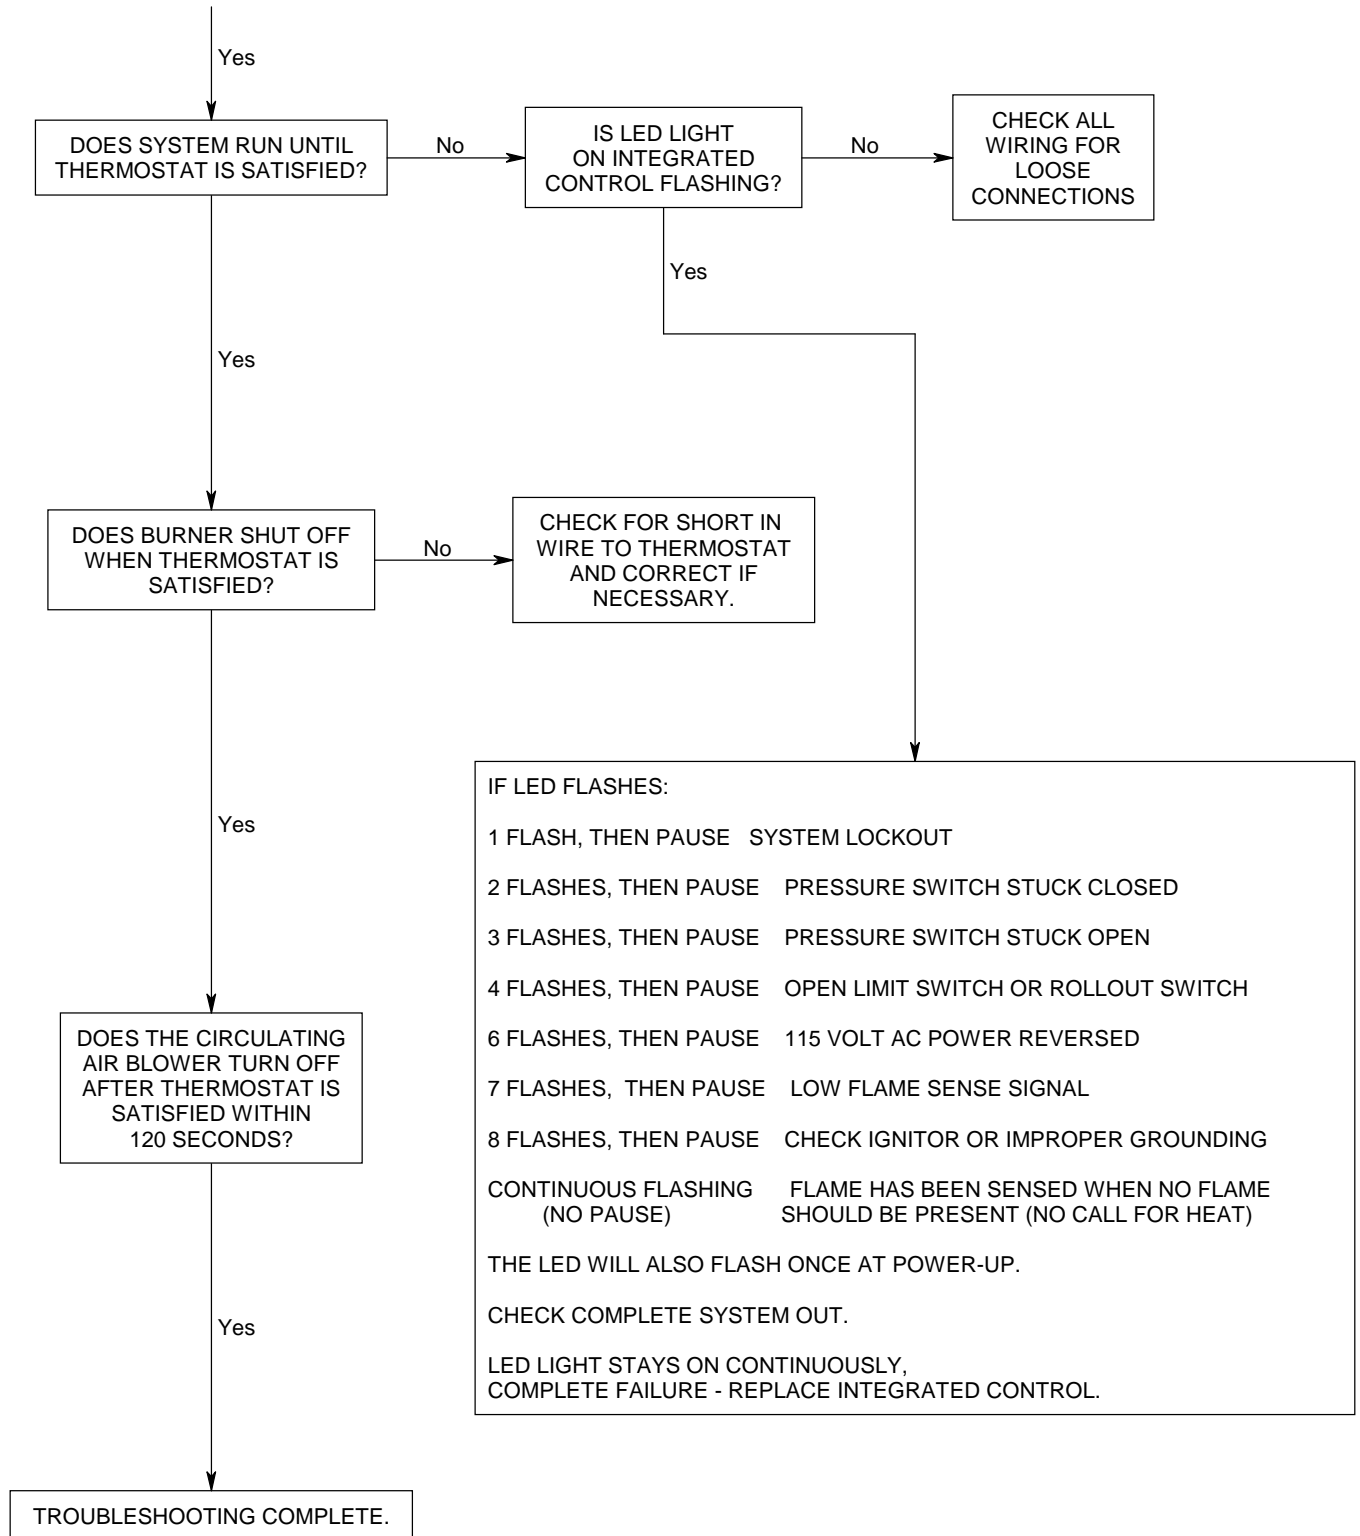 Yes
DOES SYSTEM RUN UNTIL
THERMOSTAT IS SATISFIED?
No
IS LED LIGHT
ON INTEGRATED
CONTROL FLASHING?
No
CHECK ALL
WIRING FOR
LOOSE
CONNECTIONS
Yes
Yes
DOES BURNER SHUT OFF
WHEN THERMOSTAT IS
SATISFIED?
No
CHECK FOR SHORT IN
WIRE TO THERMOSTAT
AND CORRECT IF
NECESSARY.
Yes
IF LED FLASHES:
1 FLASH, THEN PAUSE SYSTEM LOCKOUT
2 FLASHES, THEN PAUSE PRESSURE SWITCH STUCK CLOSED
3 FLASHES, THEN PAUSE PRESSURE SWITCH STUCK OPEN
4 FLASHES, THEN PAUSE OPEN LIMIT SWITCH OR ROLLOUT SWITCH
6 FLASHES, THEN PAUSE 115 VOLT AC POWER REVERSED
7 FLASHES, THEN PAUSE LOW FLAME SENSE SIGNAL
8 FLASHES, THEN PAUSE CHECK IGNITOR OR IMPROPER GROUNDING
CONTINUOUS FLASHING FLAME HAS BEEN SENSED WHEN NO FLAME
(NO PAUSE) SHOULD BE PRESENT (NO CALL FOR HEAT)
THE LED WILL ALSO FLASH ONCE AT POWER-UP.
CHECK COMPLETE SYSTEM OUT.
LED LIGHT STAYS ON CONTINUOUSLY,
COMPLETE FAILURE - REPLACE INTEGRATED CONTROL.
DOES THE CIRCULATING
AIR BLOWER TURN OFF
AFTER THERMOSTAT IS
SATISFIED WITHIN
120 SECONDS?
Yes
TROUBLESHOOTING COMPLETE.